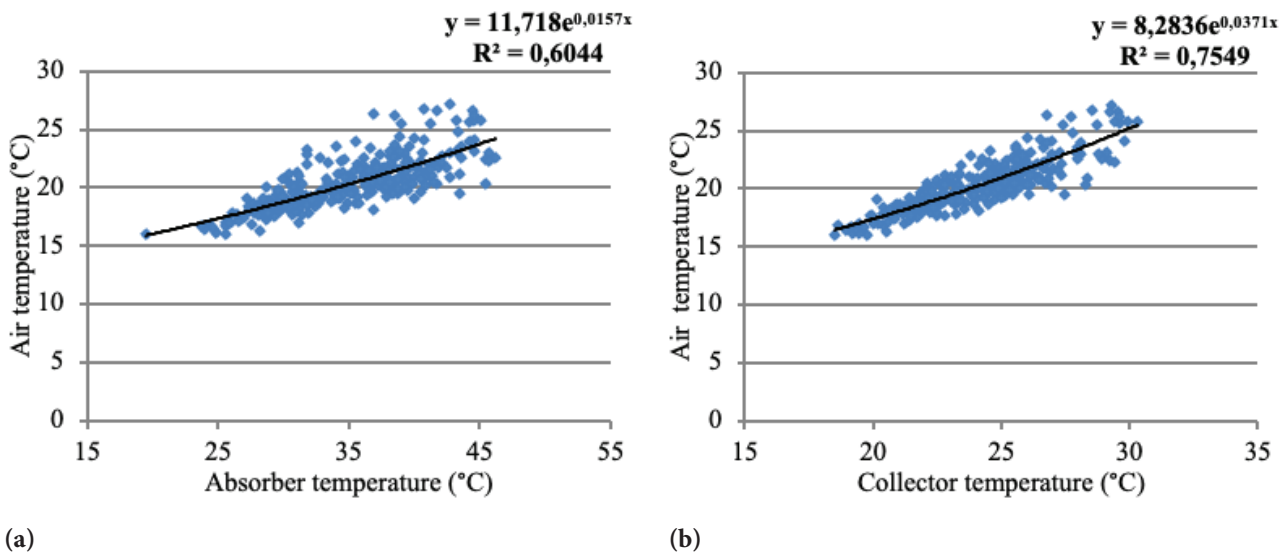 y = 11,718e^0,0157x
R² = 0,6044
30
25
20
15
10
5
0
15 25 35 45 55
Air temperature (°C)
Absorber temperature (°C)
(a)
y = 8,2836e^0,0371x
R² = 0,7549
30
25
20
15
10
5
0
15 20 25 30 35
Air temperature (°C)
Collector temperature (°C)
(b)